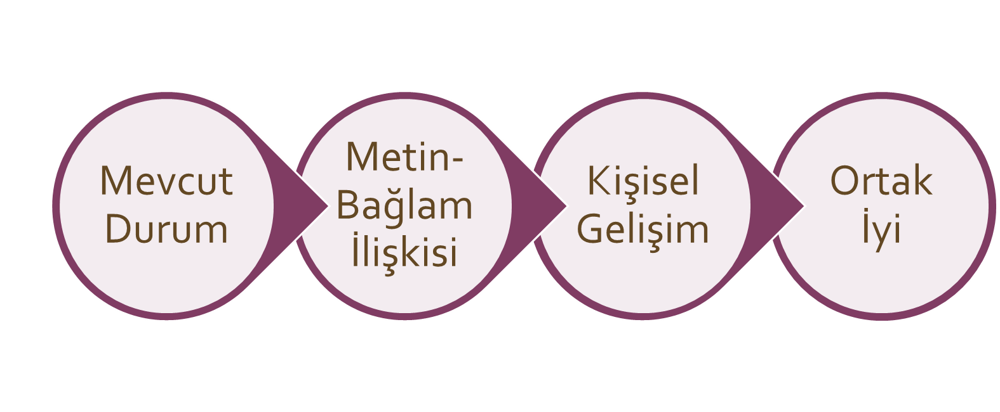 Mevcut
Durum
Metin-
Bağlam
İlişkisi
Kişisel
Gelişim
Ortak
İyi